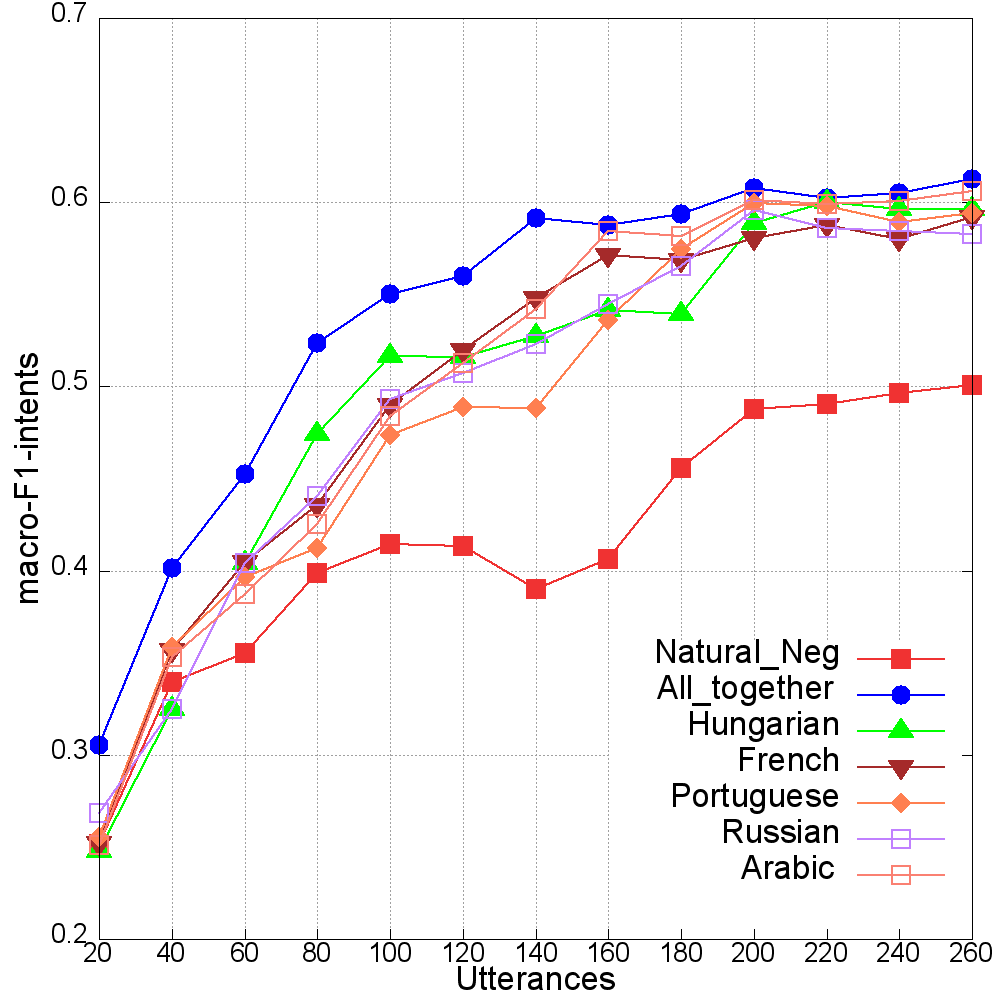 0.7
0.6
0.5
0.4
0.3
0.2
macro-F1-intents
Natural_Neg
All_together
Hungarian
French
Portuguese
Russian
Arabic
20 40 60 80 100 120 140 160 180 200 220 240 260
Utterances